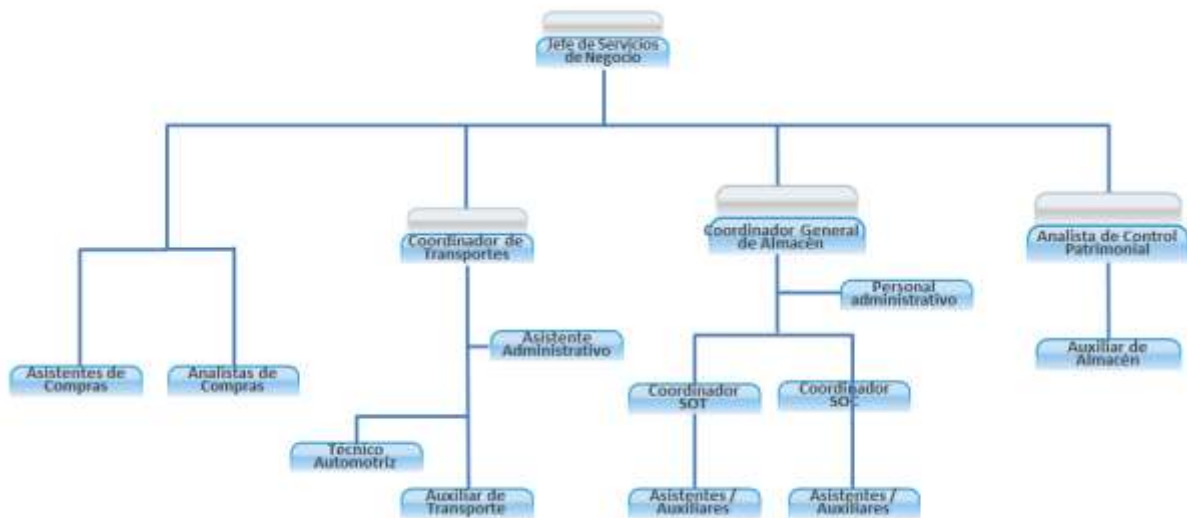 Jefe de Servicios
de Negocio
Coordinador de
Transportes
Coordinador General
de Almacén
Analista de Control
Patrimonial
Personal
administrativo
Asistente
Administrativo
Auxiliar de
Almacén
Asistentes de
Compras
Analistas de
Compras
Coordinador
SOT
Coordinador
SOC
Técnico
Automotriz
Auxiliar de
Transporte
Asistentes /
Auxiliares
Asistentes /
Auxiliares